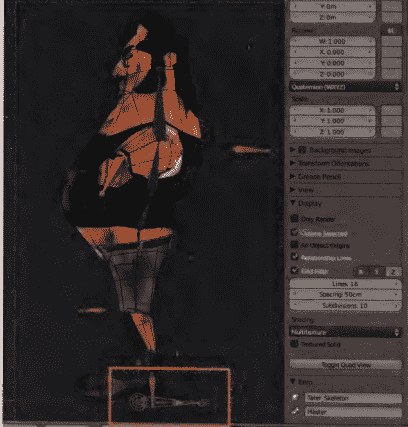 Y: 0m
Z: 0m
W: 1.000
X: 0.000
Y: 0.000
Z: 0.000
Quaternion (WXYZ)
Scale:
X: 1.000
Y: 1.000
Z: 1.000
Background Images
Transform Orientations
Grease Pencil
View
Display
Only Render
Outline Selected
All Object Origins
Relationship Lines
Grid Floor
X Y Z
Lines: 16
Spacing: 50cm
Subdivisions: 10
Shading:
Multitexture
Textured Solid
Toggle Quad View
Skeleton
Master